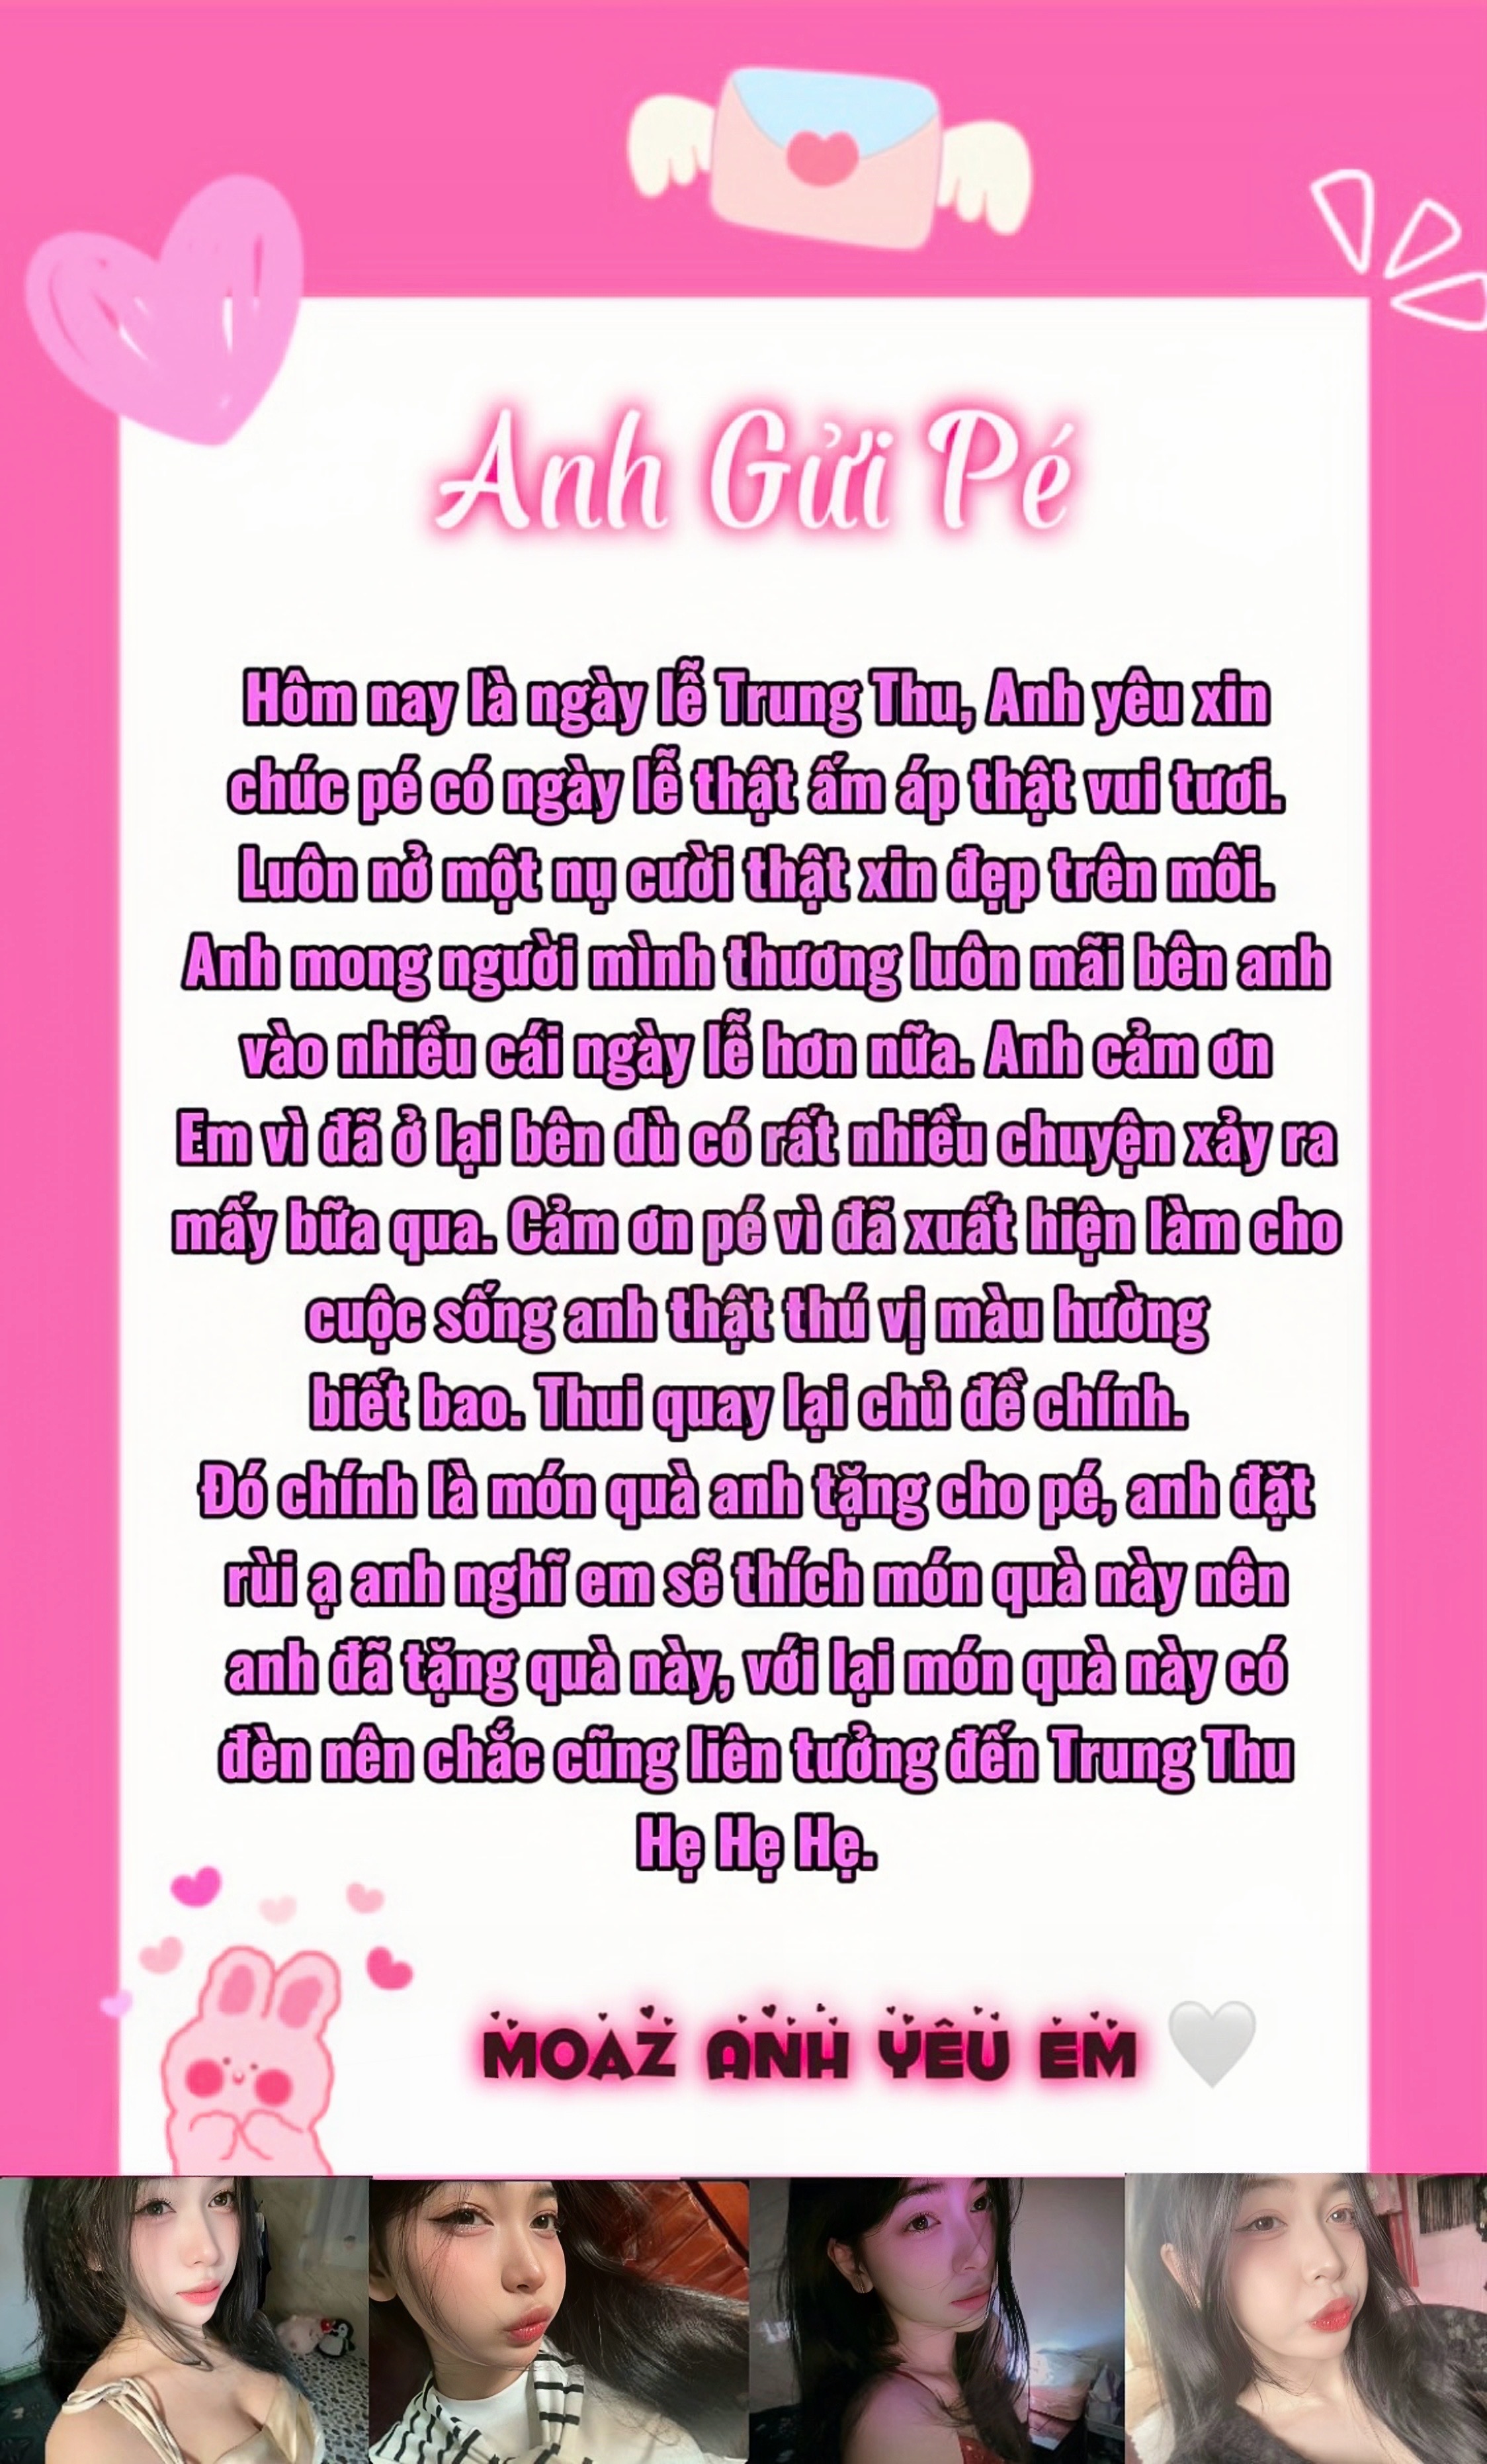 Anh Gửi Pé
Hôm nay là ngày lễ Trung Thu, Anh yêu xin
chúc pé có ngày lễ thật ấm áp thật vui tươi.
Luôn nở một nụ cười thật xin đẹp trên môi.
Anh mong người mình thương luôn mãi bên anh
vào nhiều cái ngày lễ hơn nữa. Anh cảm ơn
Em vì đã ở lại bên dù có rất nhiều chuyện xảy ra
mấy bữa qua. Cảm ơn pé vì đã xuất hiện làm cho
cuộc sống anh thật thú vị màu hường
biết bao. Thui quay lại chủ đề chính.
Đó chính là món quà anh tặng cho pé, anh đặt
rùi ạ anh nghĩ em sẽ thích món quà này nên
anh đã tặng quà này, với lại món quà này có
đèn nên chắc cũng liên tưởng đến Trung Thu
Hẹ Hẹ Hẹ.
MOAZ ANH YÊU EM 🤍